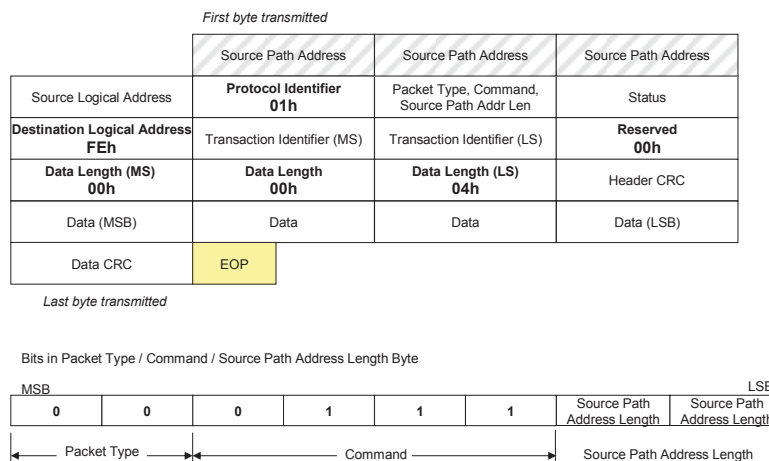 First byte transmitted
Source Path Address Source Path Address Source Path Address
Source Logical Address Protocol Identifier Packet Type, Command, Status
01h Source Path Addr Len
Destination Logical Address Transaction Identifier (MS) Transaction Identifier (LS) Reserved
FEh 00h
Data Length (MS) Data Length Data Length (LS) Header CRC
00h 00h 04h
Data (MSB) Data Data Data (LSB)
Data CRC EOP
Last byte transmitted
Bits in Packet Type / Command / Source Path Address Length Byte
MSB LSB
0 0 0 1 1 1 Source Path Source Path
Address Length Address Length
Packet Type Command Source Path Address Length